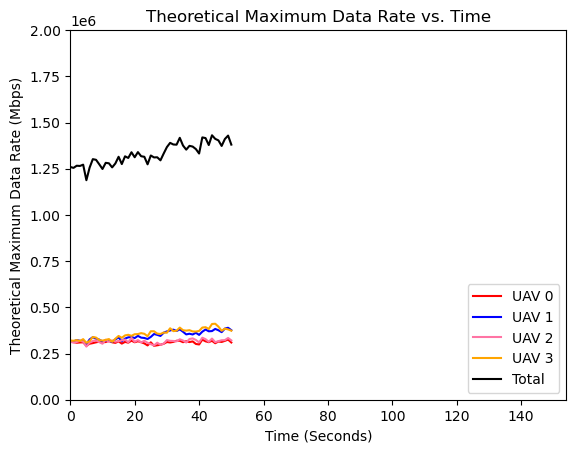 Theoretical Maximum Data Rate vs. Time
1e6
2.00
1.75
1.50
1.25
1.00
0.75
0.50
0.25
0.00
Theoretical Maximum Data Rate (Mbps)
UAV 0
UAV 1
UAV 2
UAV 3
Total
0 20 40 60 80 100 120 140
Time (Seconds)